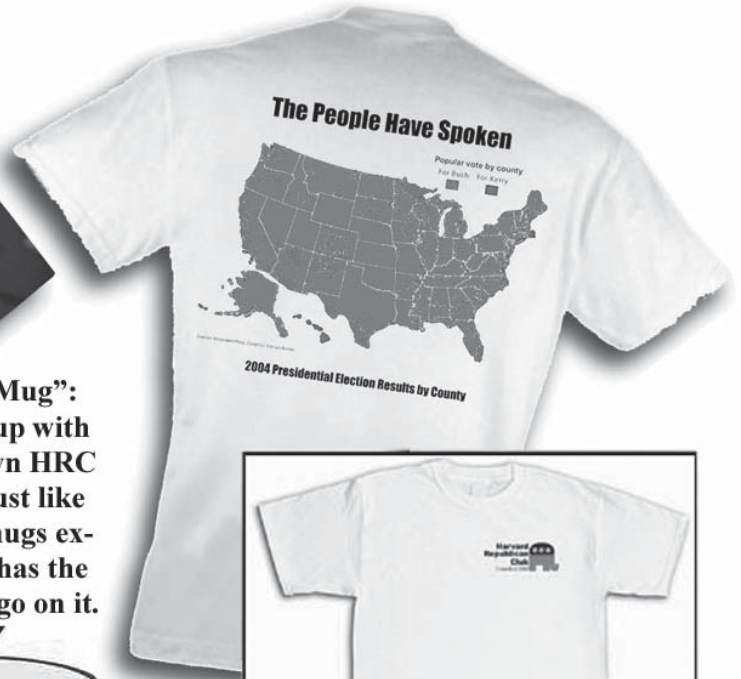 The People Have Spoken
Popular vote by county
For Bush For Kerry
2004 Presidential Election Results by County
Mug”:
up with
vn HRC
ust like
nugs ex-
has the
go on it.
Harvard
Republican
Club